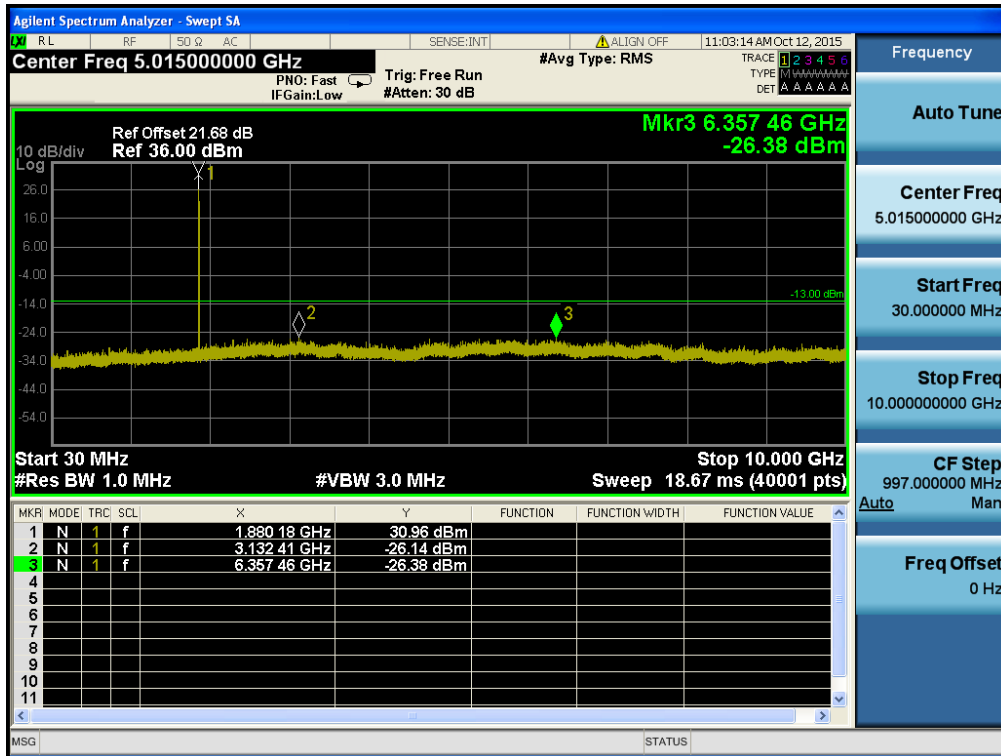 Agilent Spectrum Analyzer - Swept SA
LXI RL RF 50 Ω AC SENSE:INT ALIGN OFF 11:03:14 AM Oct 12, 2015
Center Freq 5.015000000 GHz
PNO: Fast
IFGain:Low
Trig: Free Run
#Atten: 30 dB
#Avg Type: RMS
TRACE 1 2 3 4 5 6
TYPE M
DET A A A A A A
Mkr3 6.357 46 GHz
-26.38 dBm
Ref Offset 21.68 dB
10 dB/div Ref 36.00 dBm
Log
26.0
16.0
6.00
-4.00
-14.0
-24.0
-34.0
-44.0
-54.0
1
2
3
-13.00 dBm
Start 30 MHz Stop 10.000 GHz
#Res BW 1.0 MHz #VBW 3.0 MHz Sweep 18.67 ms (40001 pts)
MKR MODE TRC SCL X Y FUNCTION FUNCTION WIDTH FUNCTION VALUE
1 N 1 f 1.880 18 GHz 30.96 dBm
2 N 1 f 3.132 41 GHz -26.14 dBm
3 N 1 f 6.357 46 GHz -26.38 dBm
4
5
6
7
8
9
10
11
MSG STATUS
Frequency
Auto Tune
Center Freq
5.015000000 GHz
Start Freq
30.000000 MHz
Stop Freq
10.000000000 GHz
CF Step
997.000000 MHz
Auto Man
Freq Offset
0 Hz